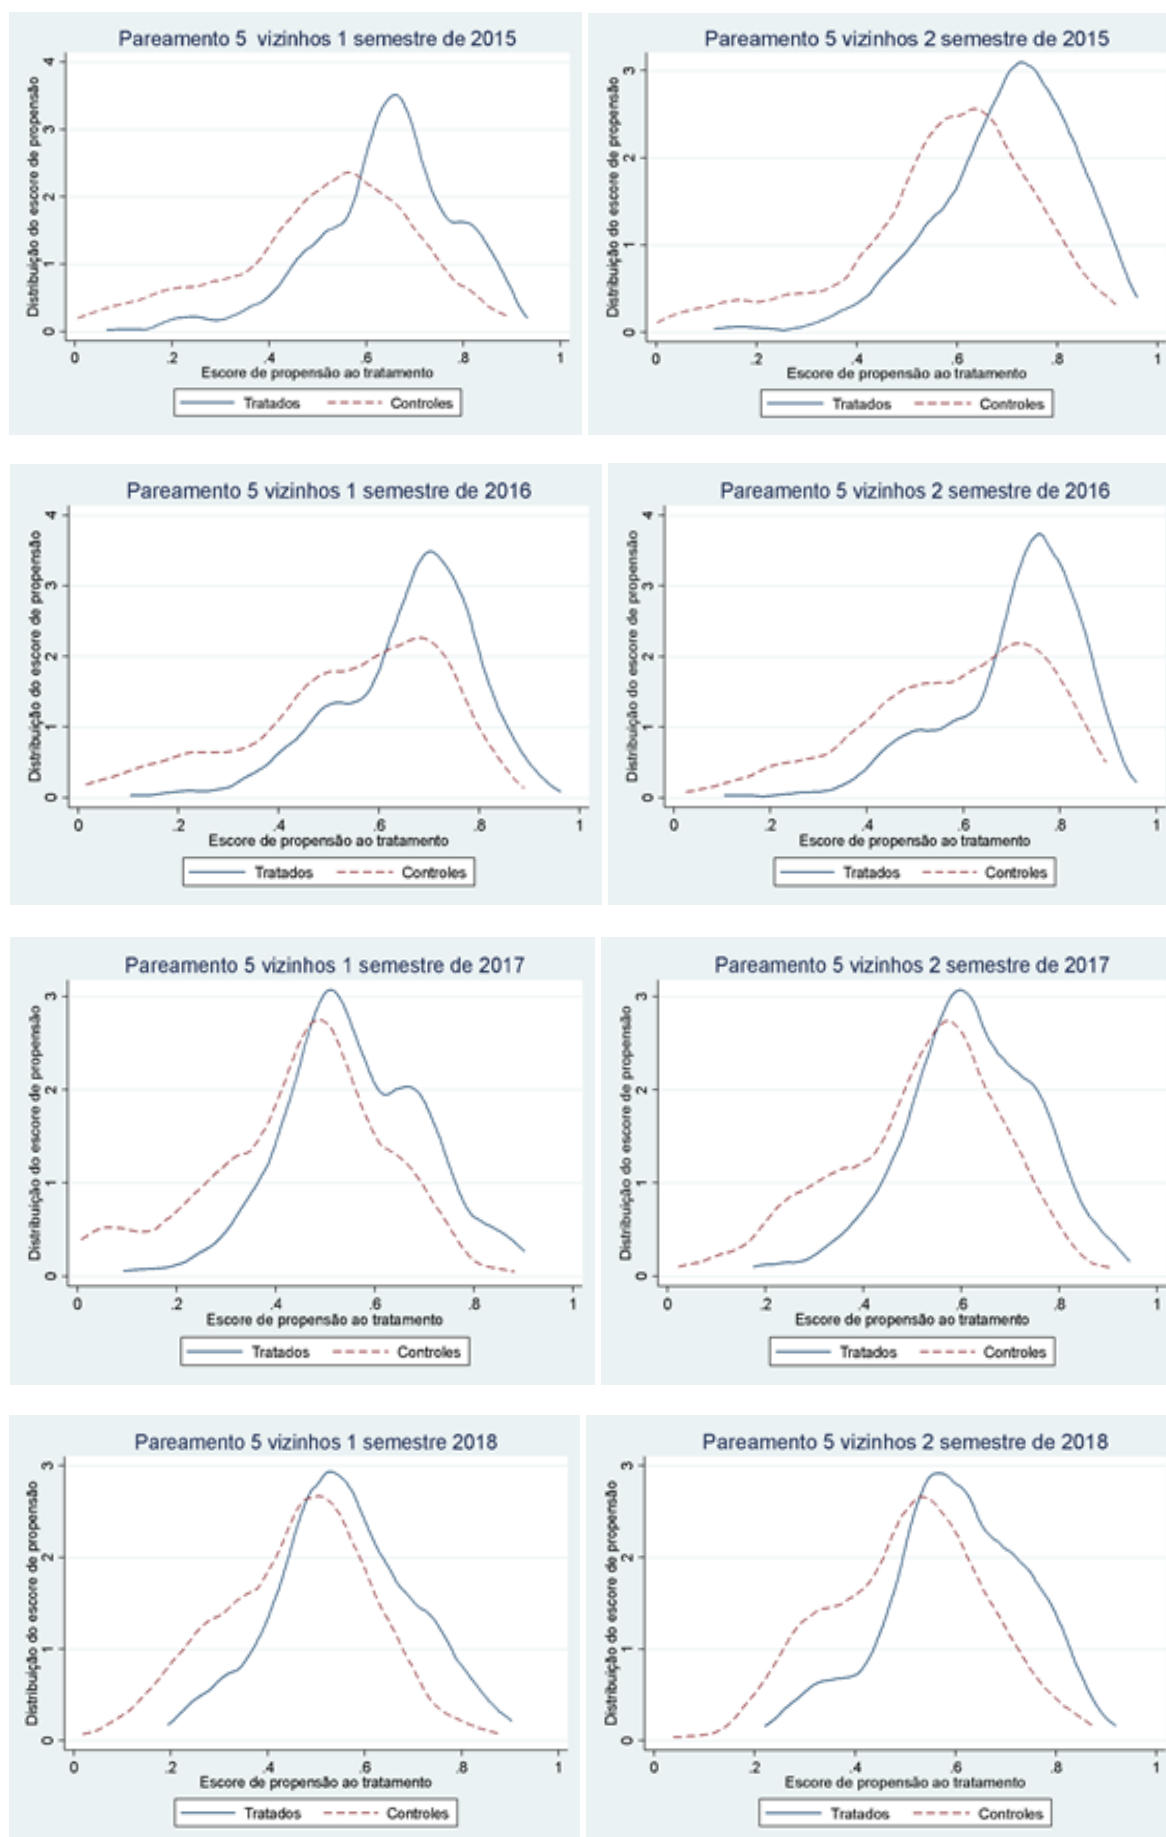 Pareamento 5  vizinhos 1 semestre de 2015
Distribuição do escore de propensão
4
3
2
1
0
0 .2 .4 .6 .8 1
Escore de propensão ao tratamento
Tratados Controles
Pareamento 5 vizinhos 2 semestre de 2015
Distribuição do escore de propensão
3
2
1
0
0 .2 .4 .6 .8 1
Escore de propensão ao tratamento
Tratados Controles
Pareamento 5 vizinhos 1 semestre de 2016
Distribuição do escore de propensão
4
3
2
1
0
0 .2 .4 .6 .8 1
Escore de propensão ao tratamento
Tratados Controles
Pareamento 5 vizinhos 2 semestre de 2016
Distribuição do escore de propensão
4
3
2
1
0
0 .2 .4 .6 .8 1
Escore de propensão ao tratamento
Tratados Controles
Pareamento 5 vizinhos 1 semestre de 2017
Distribuição do escore de propensão
3
2
1
0
0 .2 .4 .6 .8 1
Escore de propensão ao tratamento
Tratados Controles
Pareamento 5 vizinhos 2 semestre de 2017
Distribuição do escore de propensão
3
2
1
0
0 .2 .4 .6 .8 1
Escore de propensão ao tratamento
Tratados Controles
Pareamento 5 vizinhos 1 semestre 2018
Distribuição do escore de propensão
3
2
1
0
0 .2 .4 .6 .8 1
Escore de propensão ao tratamento
Tratados Controles
Pareamento 5 vizinhos 2 semestre de 2018
Distribuição do escore de propensão
3
2
1
0
0 .2 .4 .6 .8 1
Escore de propensão ao tratamento
Tratados Controles